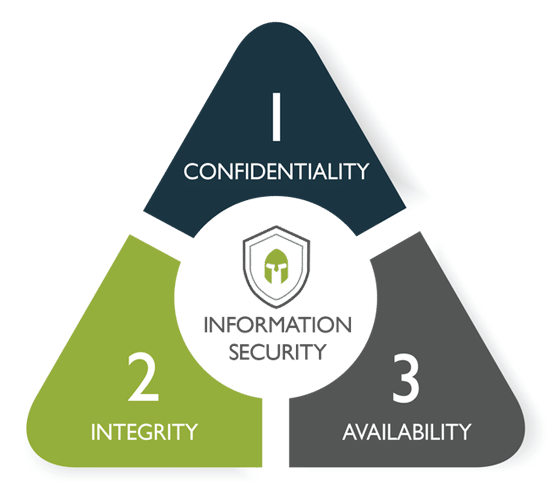 1
CONFIDENTIALITY
INFORMATION
SECURITY
2
INTEGRITY
3
AVAILABILITY